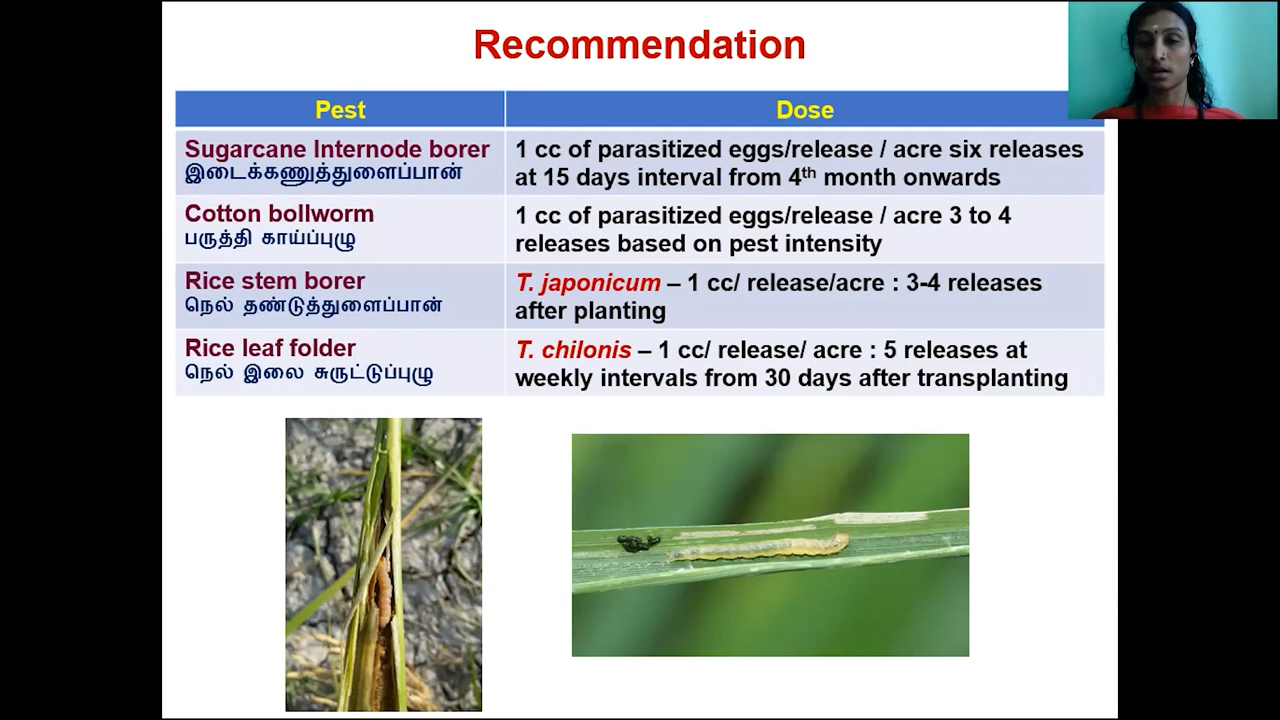 Recommendation
Pest
Dose
Sugarcane Internode borer
இடைக்கணுத்துளைப்பான்
1 cc of parasitized eggs/release / acre six releases
at 15 days interval from 4th month onwards
Cotton bollworm
பருத்தி காய்ப்புழு
1 cc of parasitized eggs/release / acre 3 to 4
releases based on pest intensity
Rice stem borer
நெல் தண்டுத்துளைப்பான்
T. japonicum – 1 cc/ release/acre : 3-4 releases
after planting
Rice leaf folder
நெல் இலை சுருட்டுப்புழு
T. chilonis – 1 cc/ release/ acre : 5 releases at
weekly intervals from 30 days after transplanting